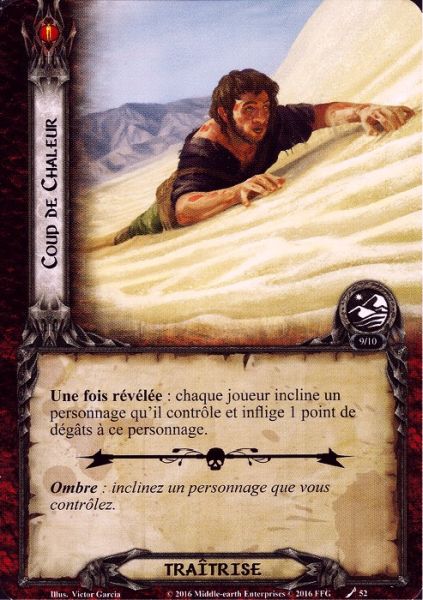 Coup de Chaleur
9/10
Une fois révélée : chaque joueur incline un
personnage qu'il contrôle et inflige 1 point de
dégâts à ce personnage.
Ombre : inclinez un personnage que vous
contrôlez.
TRAÎTRISE
Illus. Victor Garcia © 2016 Middle-earth Enterprises © 2016 FFG 52